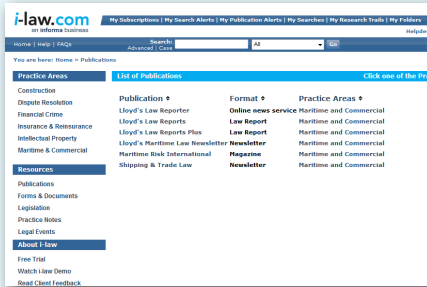 i-law.com
an informa business
My Subscriptions | My Search Alerts | My Publication Alerts | My Searches | My Research Trails | My Folders
Helpde
Home | Help | FAQs
Search:
All
Go
Advanced | Case
You are here: Home » Publications
Practice Areas
Construction
Dispute Resolution
Financial Crime
Insurance & Reinsurance
Intellectual Property
Maritime & Commercial
Resources
Publications
Forms & Documents
Legislation
Practice Notes
Legal Events
About i-law
Free Trial
Watch i-law Demo
Read Client Feedback
List of Publications Click one of the Pra
Publication Format Practice Areas
Lloyd's Law Reporter Online news service Maritime and Commercial
Lloyd's Law Reports Law Report Maritime and Commercial
Lloyd's Law Reports Plus Law Report Maritime and Commercial
Lloyd's Maritime Law Newsletter Newsletter Maritime and Commercial
Maritime Risk International Magazine Maritime and Commercial
Shipping & Trade Law Newsletter Maritime and Commercial